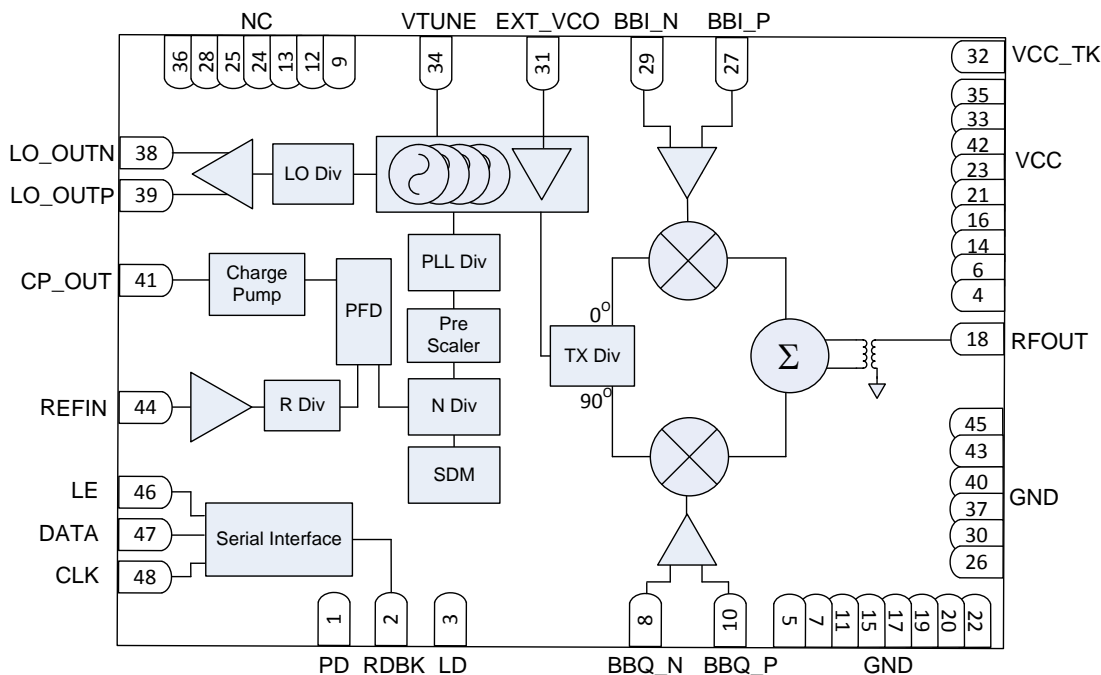 NC
VTUNE
EXT_VCO
BBI_N
BBI_P
36
28
25
24
13
12
9
34
31
29
27
32
VCC_TK
35
33
42
23
21
16
14
6
4
VCC
LO_OUTN
38
LO_OUTP
39
LO Div
CP_OUT
41
Charge
Pump
PFD
PLL Div
Pre
Scaler
N Div
SDM
0O
TX Div
90O
Σ
18
RFOUT
REFIN
44
R Div
LE
46
DATA
47
CLK
48
Serial Interface
45
43
40
37
30
26
GND
1
2
3
8
10
5
7
11
15
17
19
20
22
PD
RDBK
LD
BBQ_N
BBQ_P
GND